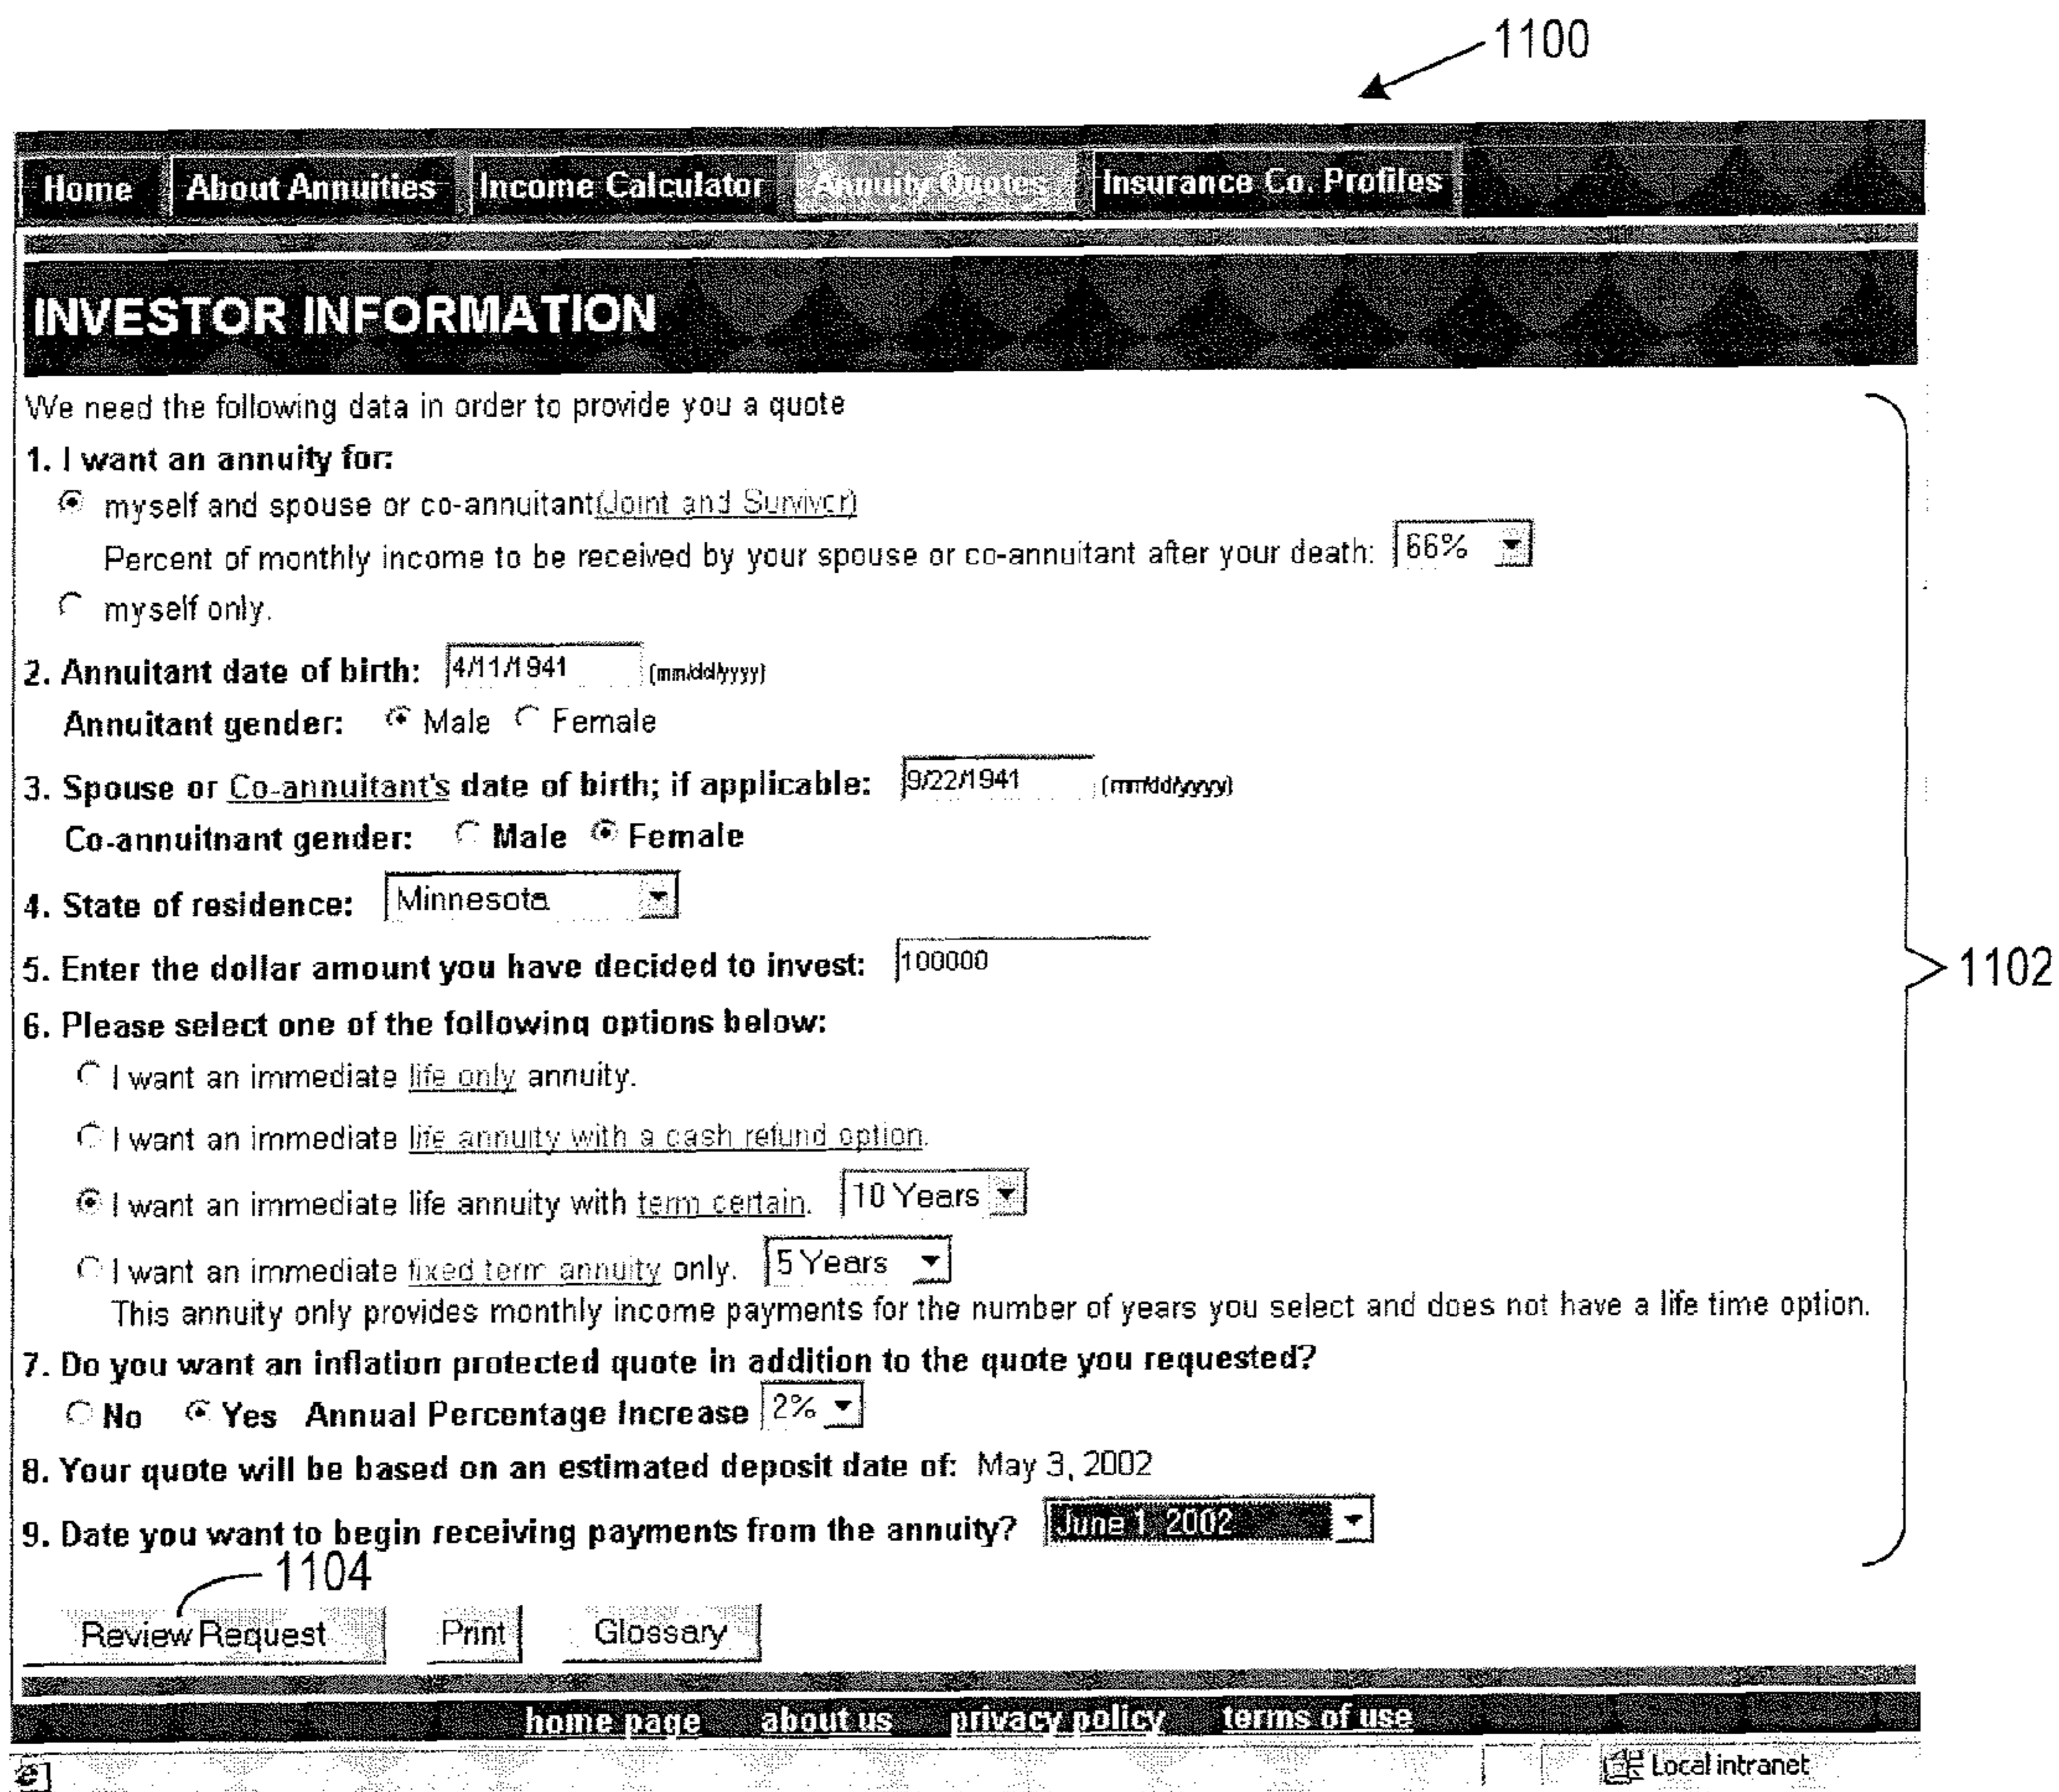 1100
Home About Annuities Income Calculator Annuity Quotes Insurance Co. Profiles
INVESTOR INFORMATION
We need the following data in order to provide you a quote
1. I want an annuity for:
myself and spouse or co-annuitant(Joint and Survivor)
Percent of monthly income to be received by your spouse or co-annuitant after your death: 66%
myself only.
2. Annuitant date of birth: 4/11/1941 (mm/dd/yyyy)
Annuitant gender: Male Female
3. Spouse or Co-annuitant's date of birth; if applicable: 9/22/1941 (mm/dd/yyyy)
Co-annuitnant gender: Male Female
4. State of residence: Minnesota
5. Enter the dollar amount you have decided to invest: 100000
1102
6. Please select one of the following options below:
I want an immediate life only annuity.
I want an immediate life annuity with a cash refund option.
I want an immediate life annuity with term certain. 10 Years
I want an immediate fixed term annuity only. 5 Years
This annuity only provides monthly income payments for the number of years you select and does not have a life time option.
7. Do you want an inflation protected quote in addition to the quote you requested?
No Yes Annual Percentage Increase 2%
8. Your quote will be based on an estimated deposit date of: May 3, 2002
9. Date you want to begin receiving payments from the annuity? June 1, 2002
1104
Review Request Print Glossary
home page about us privacy policy terms of use
Local intranet